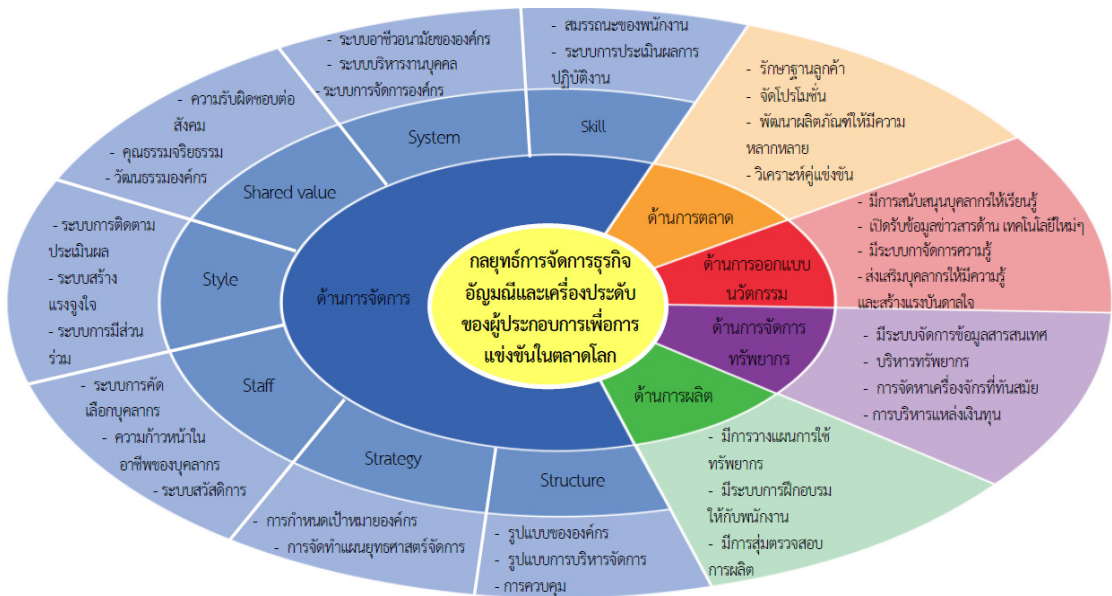 กลยุทธ์การจัดการธุรกิจ
อัญมณีและเครื่องประดับ
ของผู้ประกอบการเพื่อการ
แข่งขันในตลาดโลก
ด้านการจัดการ
Skill
- สมรรถนะของพนักงาน
- ระบบการประเมินผลการ
ปฏิบัติงาน
System
- ระบบอาชีวอนามัยขององค์กร
- ระบบบริหารงานบุคคล
-ระบบการจัดการองค์กร
Shared value
- ความรับผิดชอบต่อ
สังคม
- คุณธรรมจริยธรรม
- วัฒนธรรมองค์กร
Style
- ระบบการติดตาม
ประเมินผล
- ระบบสร้าง
แรงจูงใจ
- ระบบการมีส่วน
ร่วม
Staff
- ระบบการคัด
เลือกบุคลากร
- ความก้าวหน้าใน
อาชีพของบุคลากร
- ระบบสวัสดิการ
Strategy
- การกำหนดเป้าหมายองค์กร
- การจัดทำแผนยุทธศาสตร์จัดการ
Structure
- รูปแบบขององค์กร
- รูปแบบการบริหารจัดการ
- การควบคุม
ด้านการตลาด
- รักษาฐานลูกค้า
- จัดโปรโมชั่น
- พัฒนาผลิตภัณฑ์ให้มีความ
หลากหลาย
- วิเคราะห์คู่แข่งขัน
ด้านการออกแบบ
นวัตกรรม
- มีการสนับสนุนบุคลากรให้เรียนรู้
- เปิดรับข้อมูลข่าวสารด้าน เทคโนโลยีใหม่ๆ
- มีระบบกาจัดการความรู้
- ส่งเสริมบุคลากรให้มีความรู้
และสร้างแรงบันดาลใจ
ด้านการจัดการ
ทรัพยากร
- มีระบบจัดการข้อมูลสารสนเทศ
- บริหารทรัพยากร
- การจัดหาเครื่องจักรที่ทันสมัย
- การบริหารแหล่งเงินทุน
ด้านการผลิต
- มีการวางแผนการใช้
ทรัพยากร
- มีระบบการฝึกอบรม
ให้กับพนักงาน
- มีการสุ่มตรวจสอบ
การผลิต